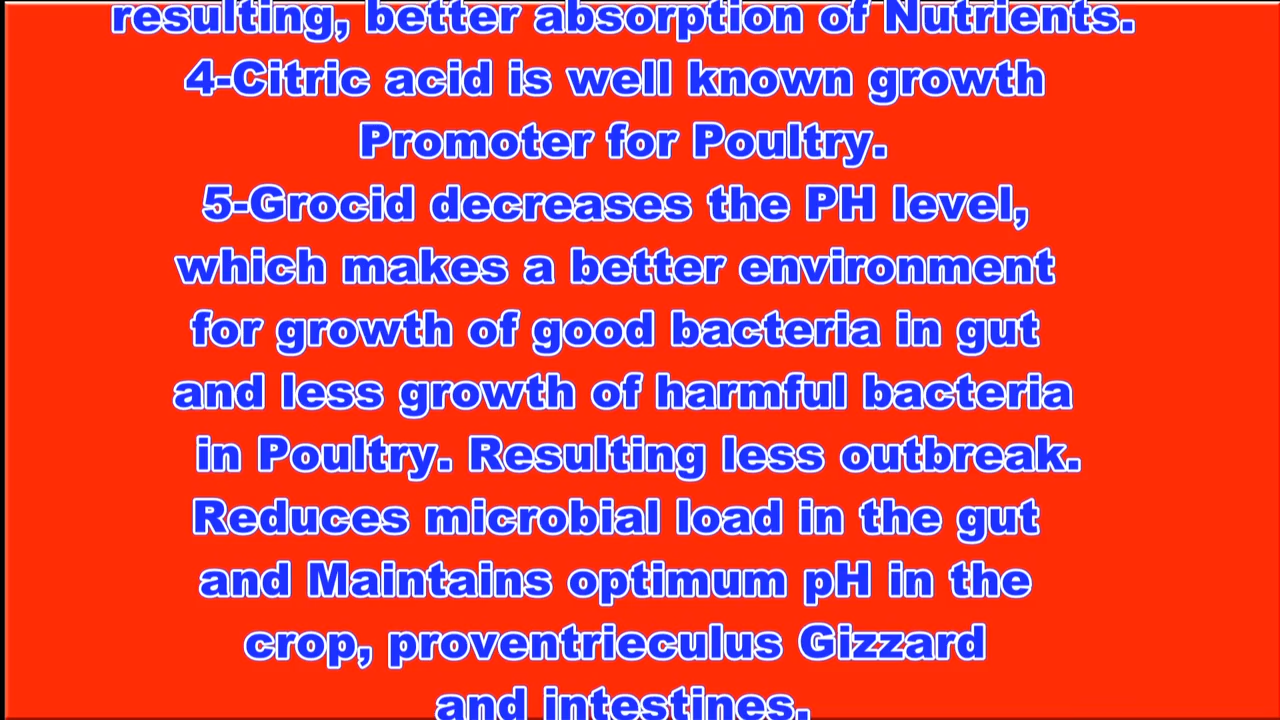 resulting, better absorption of Nutrients.
4-Citric acid is well known growth
Promoter for Poultry.
5-Grocid decreases the PH level,
which makes a better environment
for growth of good bacteria in gut
and less growth of harmful bacteria
in Poultry. Resulting less outbreak.
Reduces microbial load in the gut
and Maintains optimum pH in the
crop, proventrieculus Gizzard
and intestines.